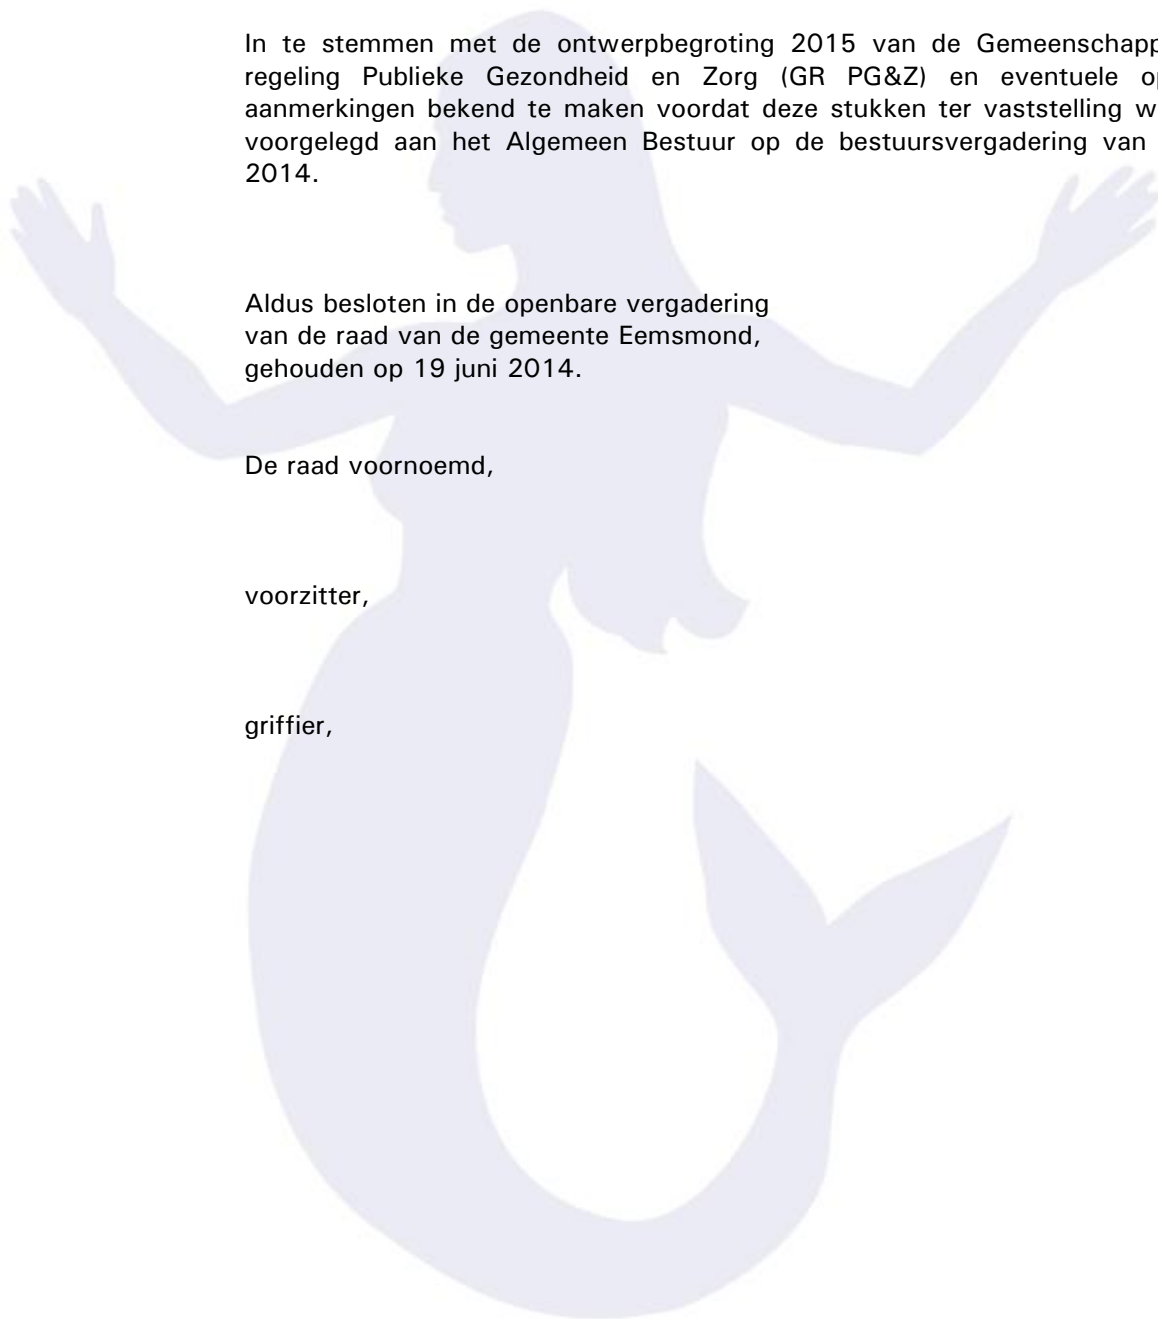 In te stemmen met de ontwerpbegroting 2015 van de Gemeenschapp
regeling Publieke Gezondheid en Zorg (GR PG&Z) en eventuele op
aanmerkingen bekend te maken voordat deze stukken ter vaststelling w
voorgelegd aan het Algemeen Bestuur op de bestuursvergadering van
2014.
Aldus besloten in de openbare vergadering
van de raad van de gemeente Eemsmond,
gehouden op 19 juni 2014.
De raad voornoemd,
voorzitter,
griffier,